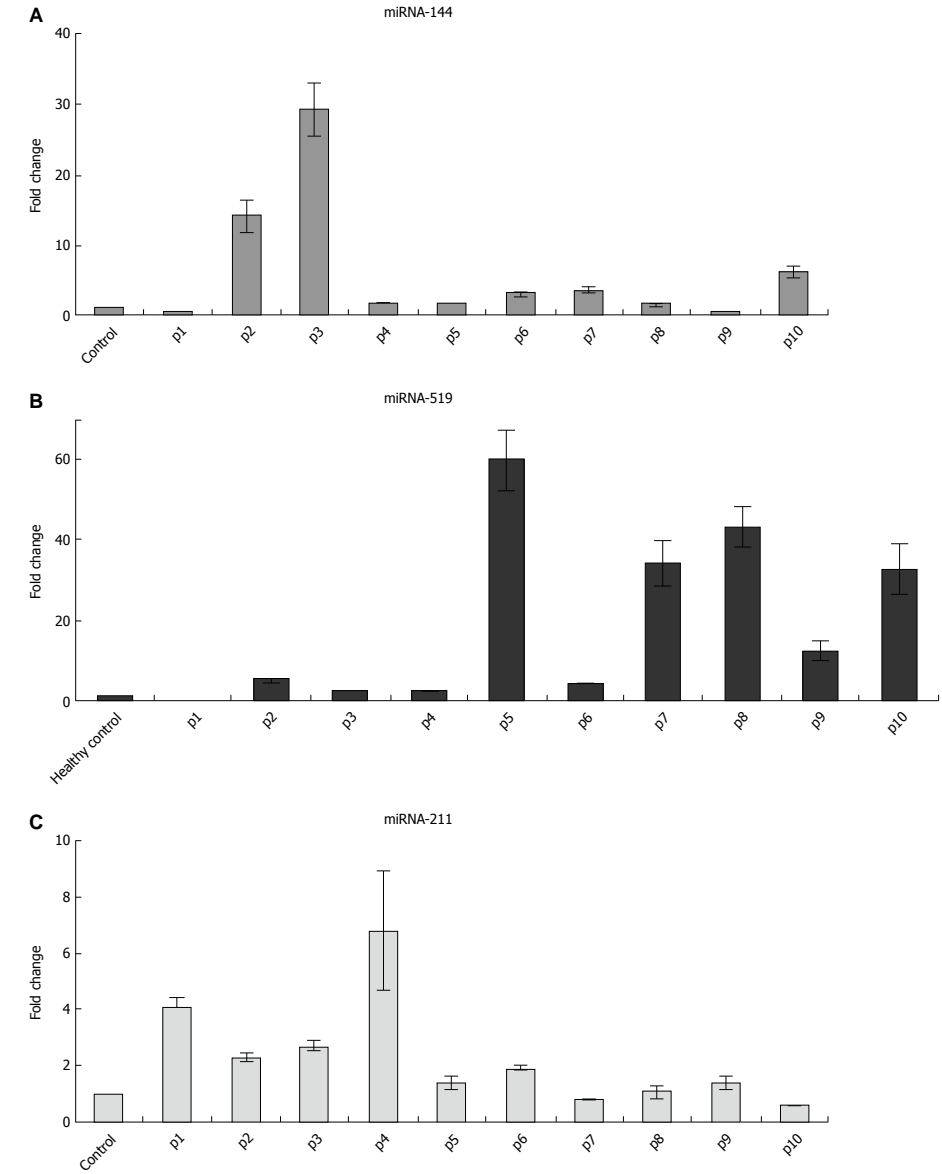 A
miRNA-144
40
30
20
10
0
Fold change
Control p1 p2 p3 p4 p5 p6 p7 p8 p9 p10
B
miRNA-519
60
40
20
0
Fold change
Healthy control p1 p2 p3 p4 p5 p6 p7 p8 p9 p10
C
miRNA-211
10
8
6
4
2
0
Fold change
Control p1 p2 p3 p4 p5 p6 p7 p8 p9 p10